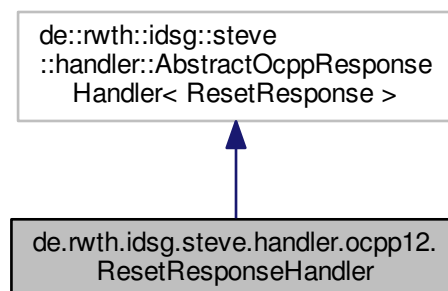 de::rwth::idsg::steve
::handler::AbstractOcppResponse
Handler< ResetResponse >
de.rwth.idsg.steve.handler.ocpp12.
ResetResponseHandler